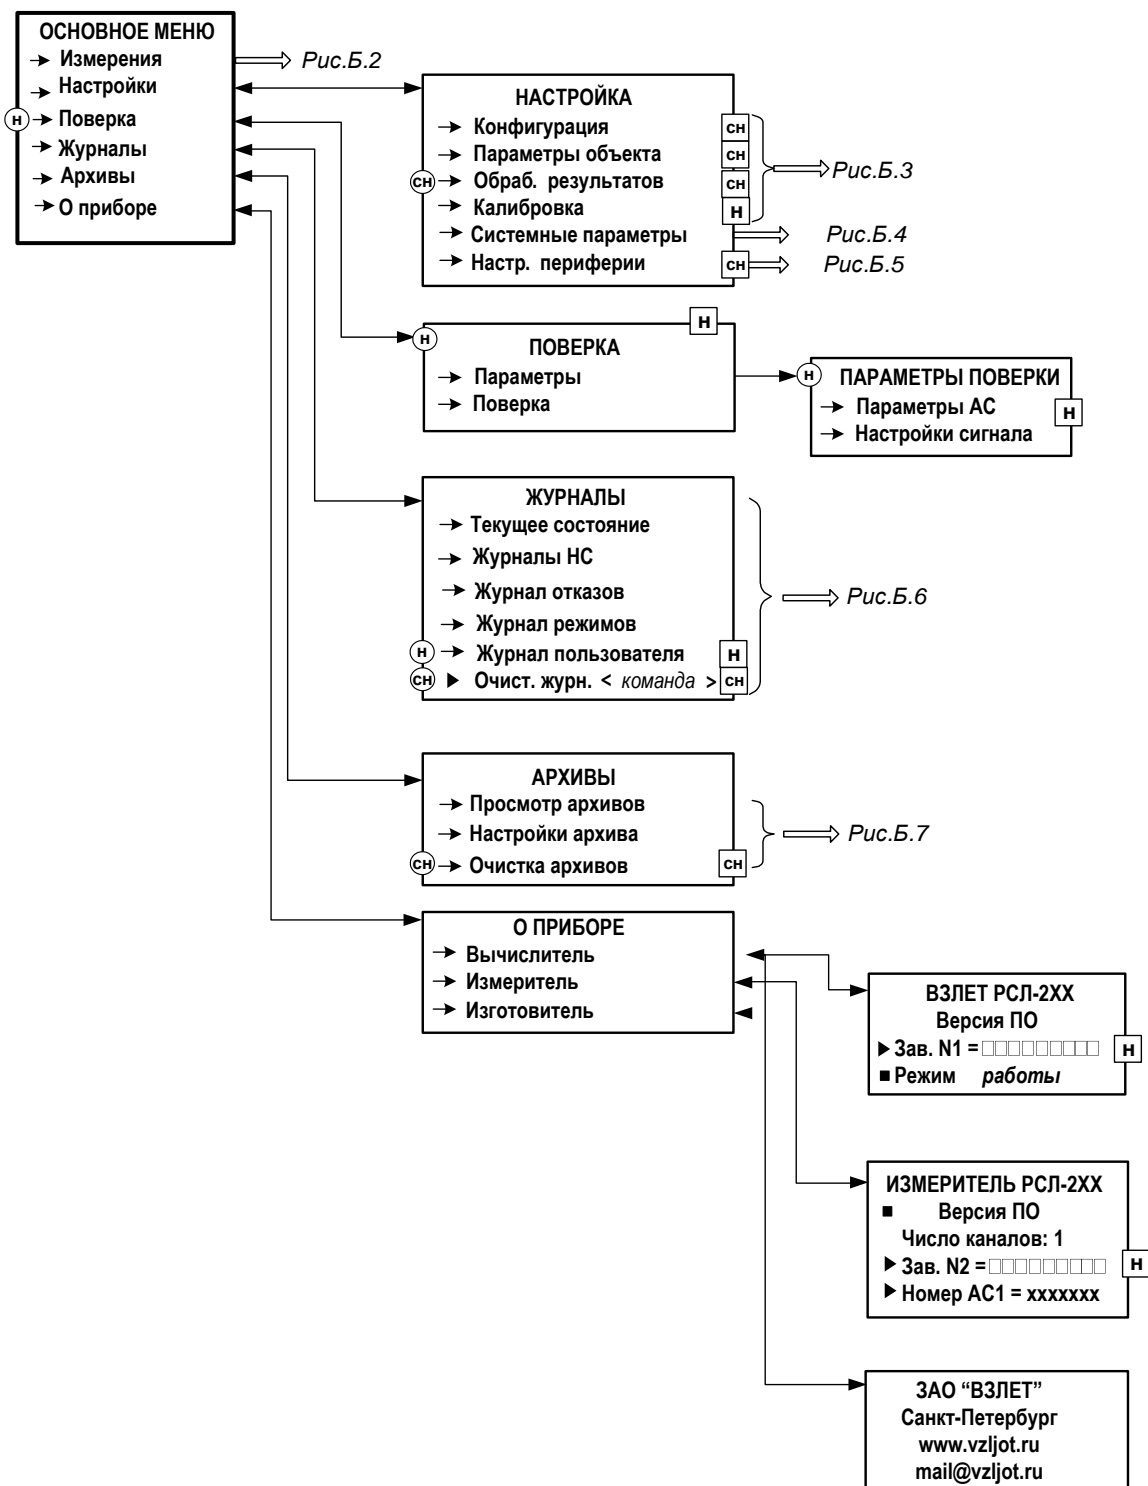 ОСНОВНОЕ МЕНЮ
Измерения
Настройки
Н Поверка
Журналы
Архивы
О приборе
Рис.Б.2
НАСТРОЙКА
Конфигурация СН
Параметры объекта СН
СН Обраб. результатов СН
Калибровка Н
Системные параметры
Настр. периферии СН
Рис.Б.3
Рис.Б.4
Рис.Б.5
Н
Н
ПОВЕРКА
Параметры
Поверка
Н ПАРАМЕТРЫ ПОВЕРКИ
Параметры АС Н
Настройки сигнала
ЖУРНАЛЫ
Текущее состояние
Журналы НС
Журнал отказов
Журнал режимов
Н Журнал пользователя Н
СН Очист. журн. < команда > СН
Рис.Б.6
АРХИВЫ
Просмотр архивов
Настройки архива
СН Очистка архивов СН
Рис.Б.7
О ПРИБОРЕ
Вычислитель
Измеритель
Изготовитель
ВЗЛЕТ РСЛ-2ХХ
Версия ПО
Зав. N1 = □□□□□□□□□ Н
Режим работы
ИЗМЕРИТЕЛЬ РСЛ-2ХХ
Версия ПО
Число каналов: 1
Зав. N2 = □□□□□□□□□ Н
Номер АС1 = ххххххх
ЗАО “ВЗЛЕТ”
Санкт-Петербург
www.vzljot.ru
mail@vzljot.ru